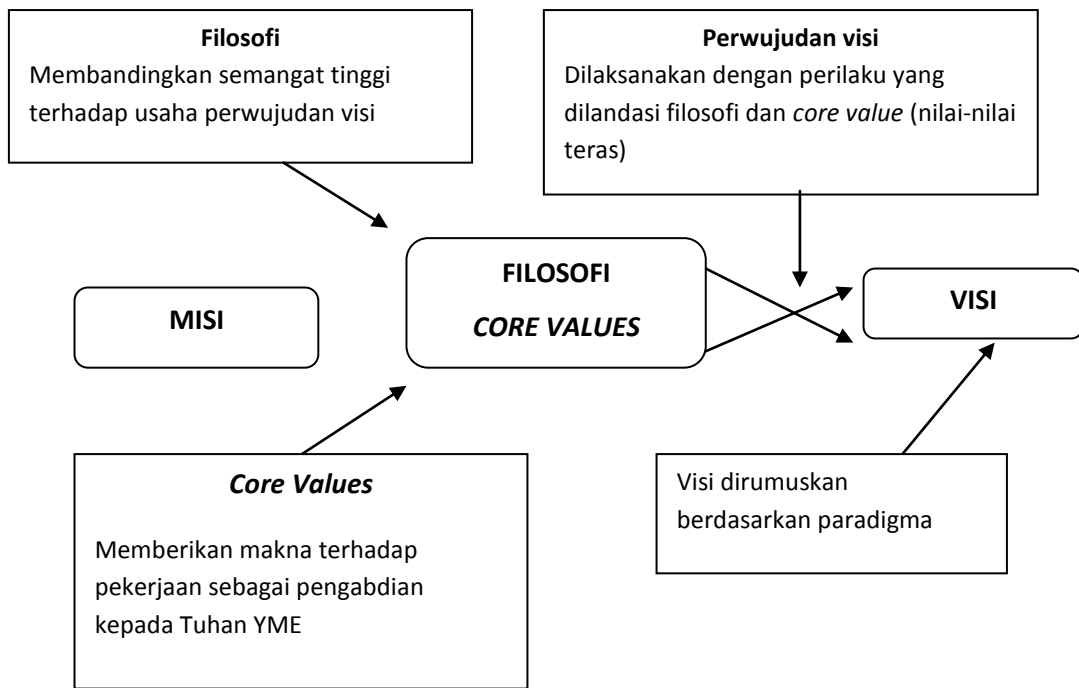 Filosofi
Membandingkan semangat tinggi
terhadap usaha perwujudan visi
Perwujudan visi
Dilaksanakan dengan perilaku yang
dilandasi filosofi dan core value (nilai-nilai
teras)
MISI
FILOSOFI
CORE VALUES
VISI
Core Values
Memberikan makna terhadap
pekerjaan sebagai pengabdian
kepada Tuhan YME
Visi dirumuskan
berdasarkan paradigma